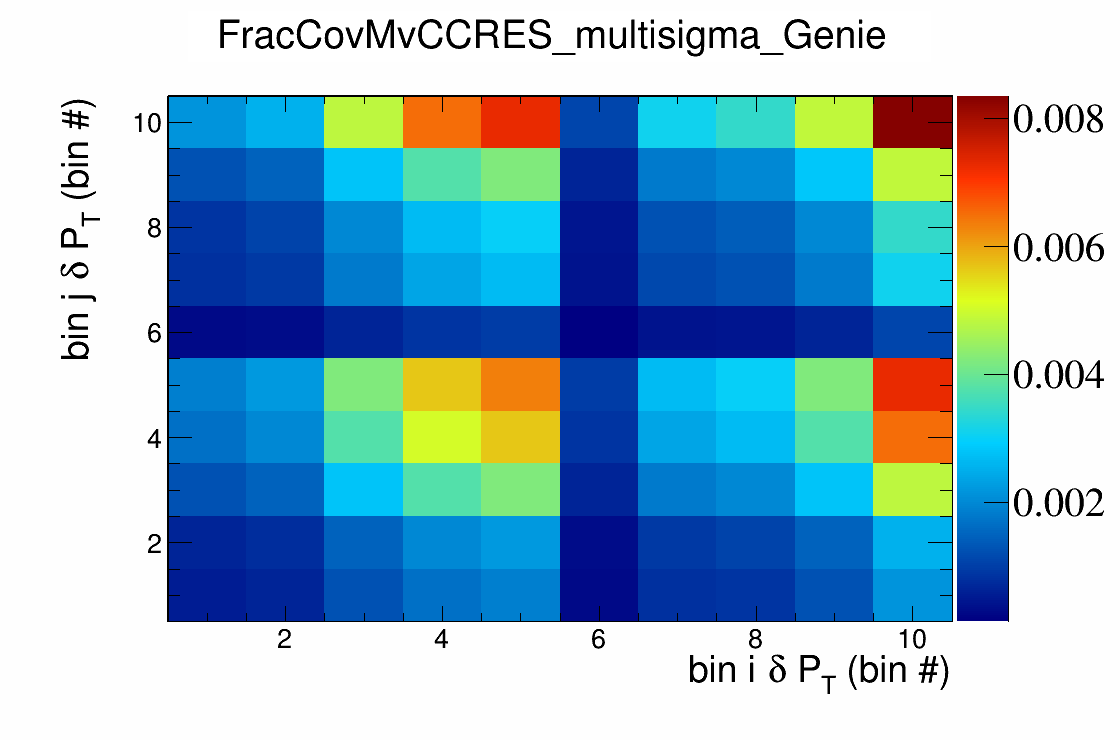 FracCovMvCCRES_multisigma_Genie
bin j δ P_T (bin #)
10
8
6
4
2
2 4 6 8 10
bin i δ P_T (bin #)
0.008
0.006
0.004
0.002